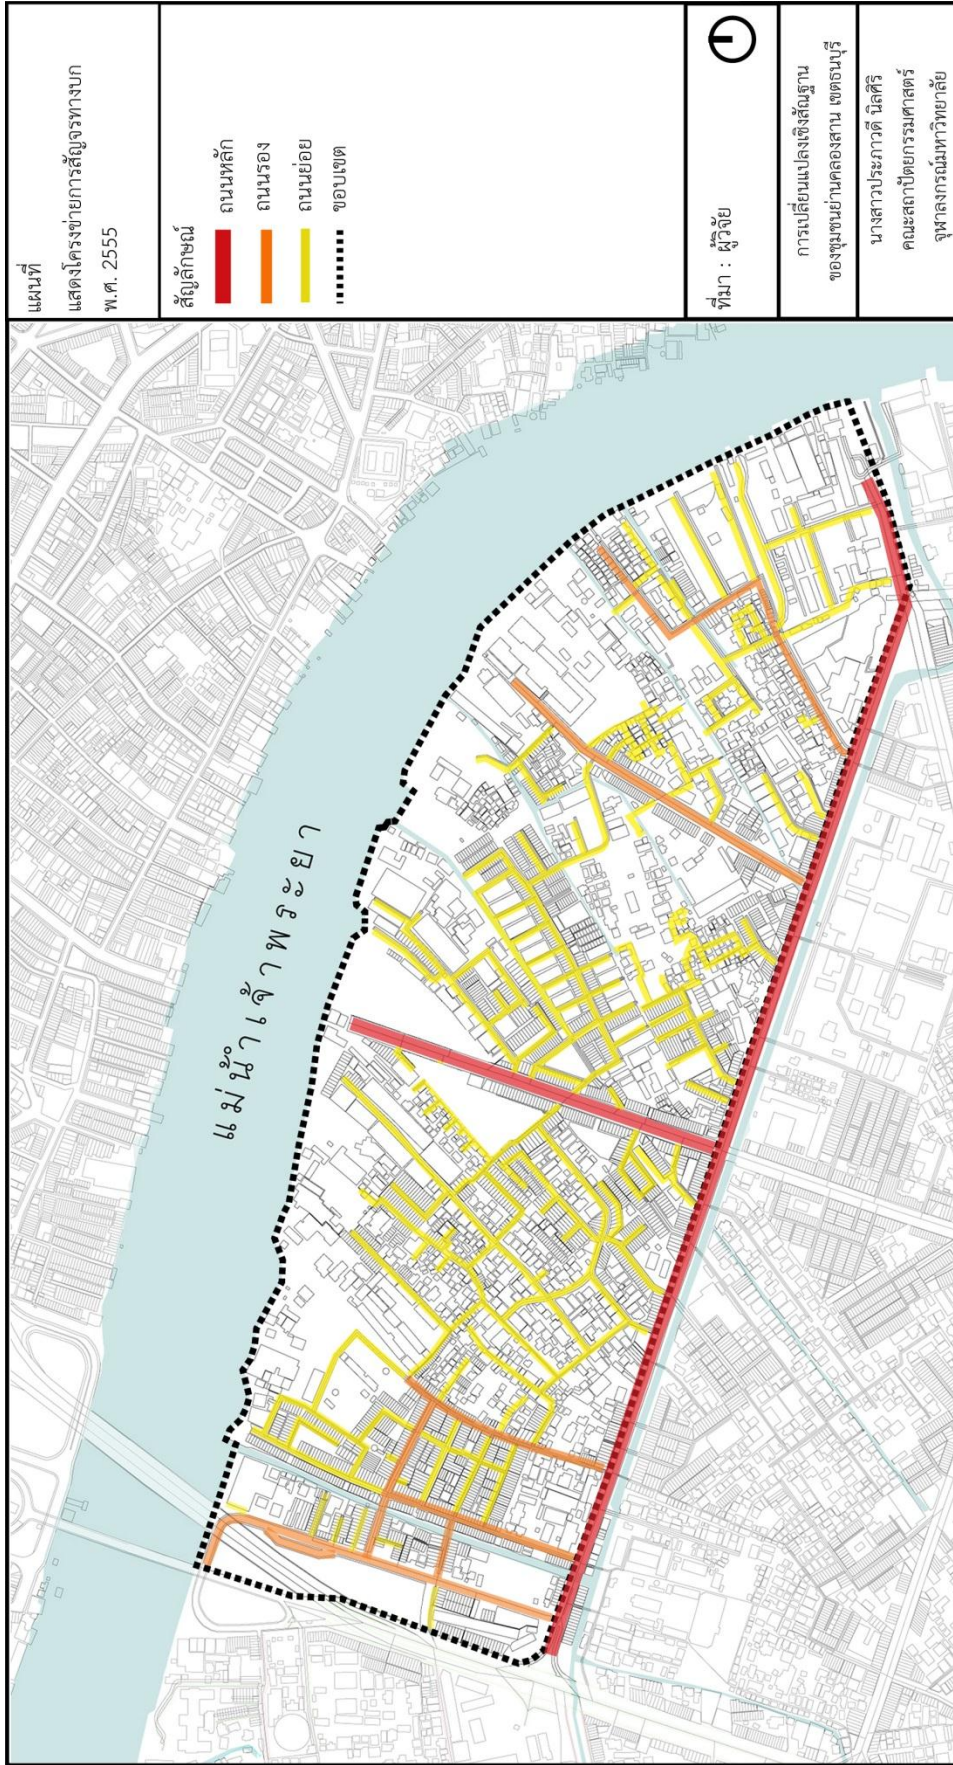 แม่น้ำเจ้าพระยา
แผนที่
แสดงโครงข่ายการสัญจรทางบก
พ.ศ. 2555
สัญลักษณ์
ถนนหลัก
ถนนรอง
ถนนย่อย
ขอบเขต
ที่มา : ผู้วิจัย
การเปลี่ยนแปลงเชิงสัณฐาน
ของชุมชนย่านคลองสาน เขตธนบุรี
นางสาวประภาวดี นิลศิริ
คณะสถาปัตยกรรมศาสตร์
จุฬาลงกรณ์มหาวิทยาลัย